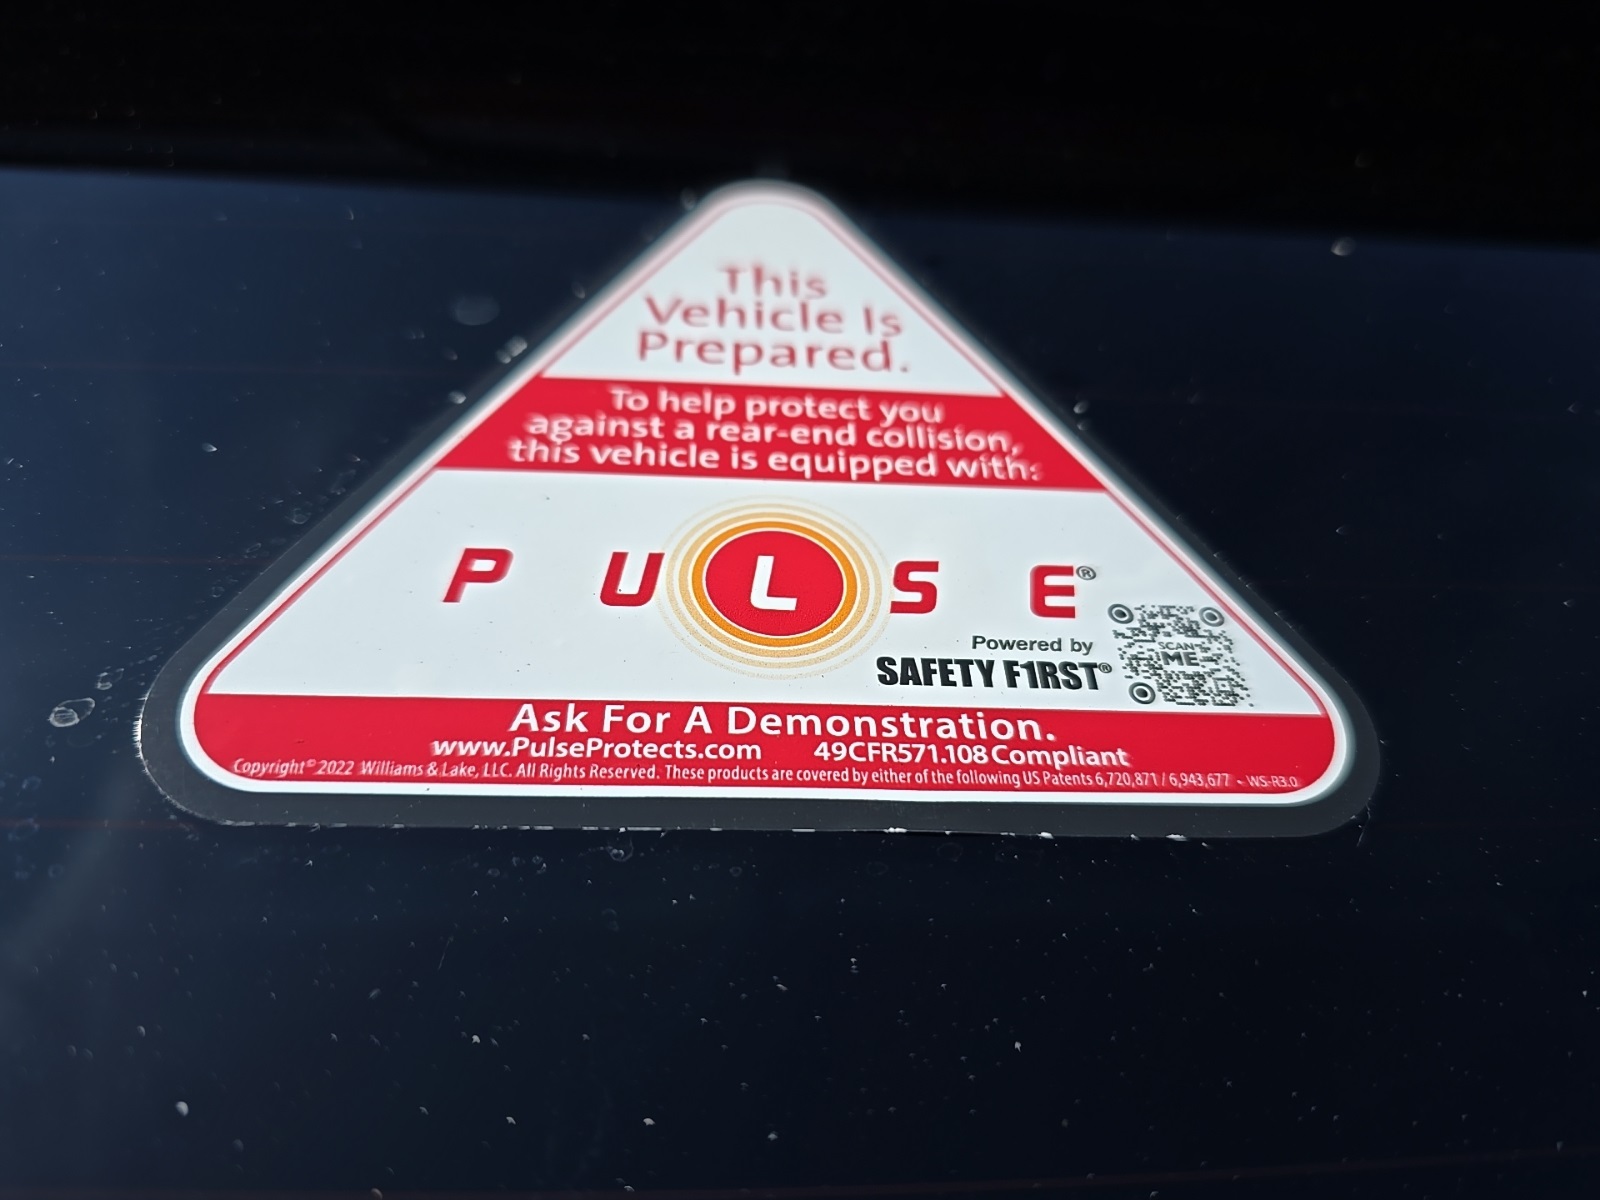 This
Vehicle Is
Prepared.
To help protect you
against a rear-end collision,
this vehicle is equipped with:
PULSE®
Powered by
SAFETY F1RST®
SCAN
ME
Ask For A Demonstration.
www.PulseProtects.com 49CFR571.108 Compliant
Copyright© 2022 Williams & Lake, LLC. All Rights Reserved. These products are covered by either of the following US Patents 6,720,871 / 6,943,677 - WS-R3.0